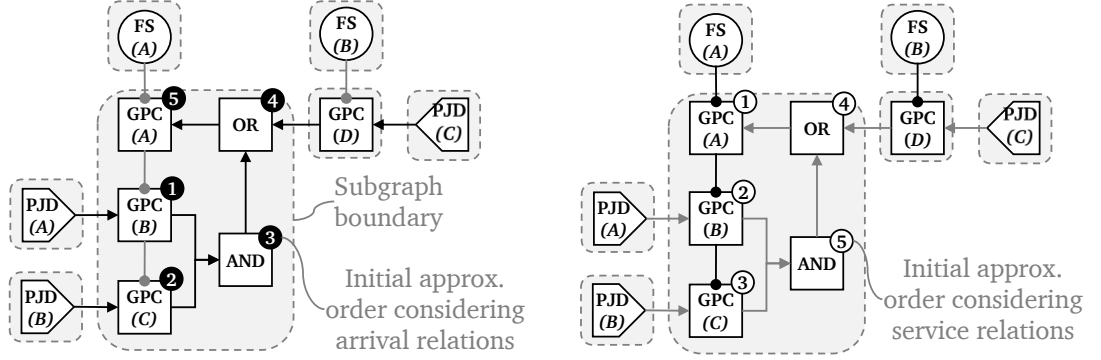 FS
(A)
FS
(B)
5
GPC
(A)
4
OR
GPC
(D)
PJD
(C)
1
PJD
(A)
GPC
(B)
Subgraph
boundary
3
AND
2
PJD
(B)
GPC
(C)
Initial approx.
order considering
arrival relations
FS
(A)
FS
(B)
1
GPC
(A)
4
OR
GPC
(D)
PJD
(C)
2
PJD
(A)
GPC
(B)
5
AND
3
PJD
(B)
GPC
(C)
Initial approx.
order considering
service relations